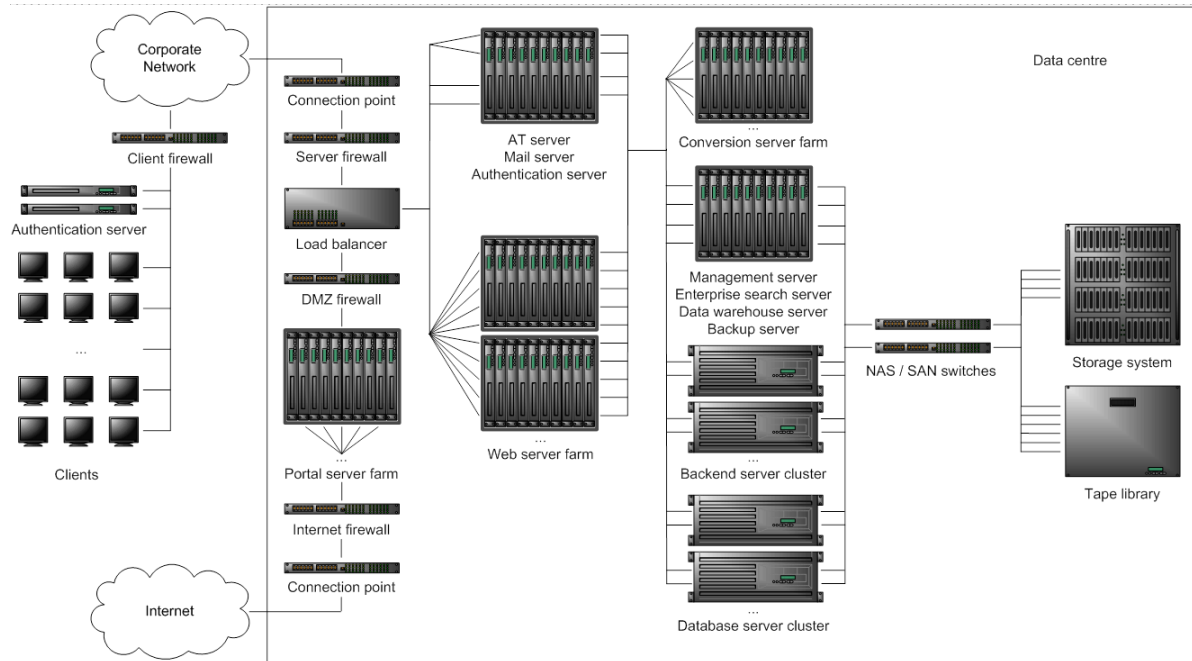 Corporate
Network
Client firewall
Authentication server
...
Clients
Internet
Connection point
Server firewall
Load balancer
DMZ firewall
...
Portal server farm
Internet firewall
Connection point
AT server
Mail server
Authentication server
...
Web server farm
...
Conversion server farm
Management server
Enterprise search server
Data warehouse server
Backup server
...
Backend server cluster
...
Database server cluster
Data centre
NAS / SAN switches
Storage system
Tape library